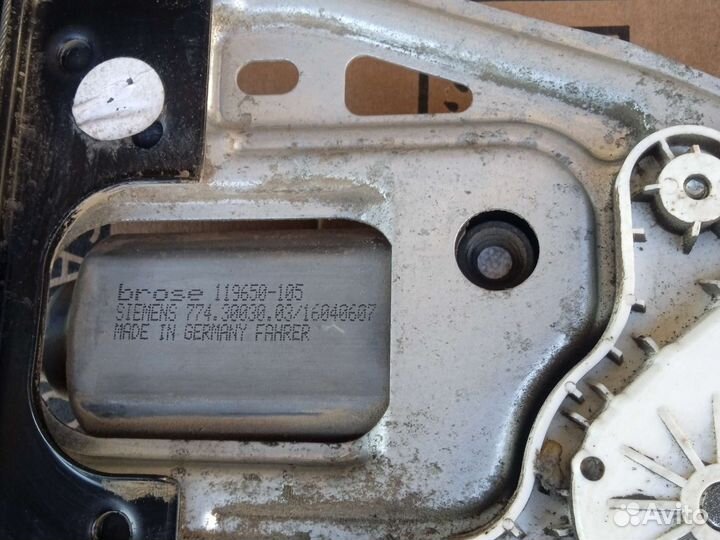 brose 119650-105
SIEMENS 774.30030.03/16040607
MADE IN GERMANY FAHRER
Avito